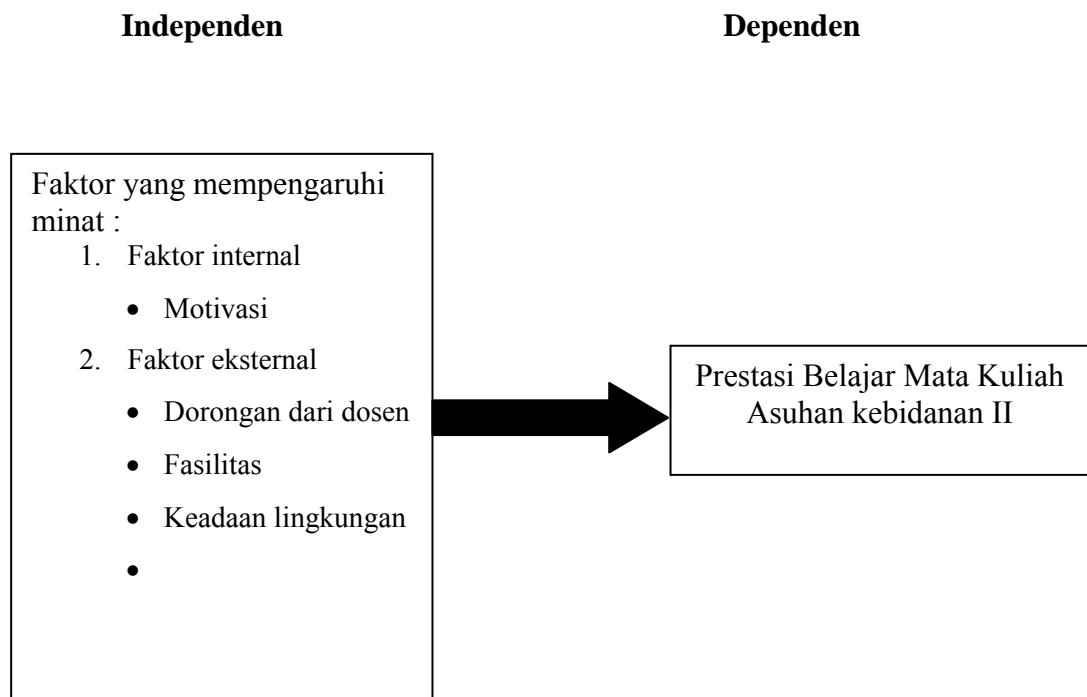 Independen
Dependen
Faktor yang mempengaruhi
minat :
1. Faktor internal
• Motivasi
2. Faktor eksternal
• Dorongan dari dosen
• Fasilitas
• Keadaan lingkungan
•
Prestasi Belajar Mata Kuliah
Asuhan kebidanan II